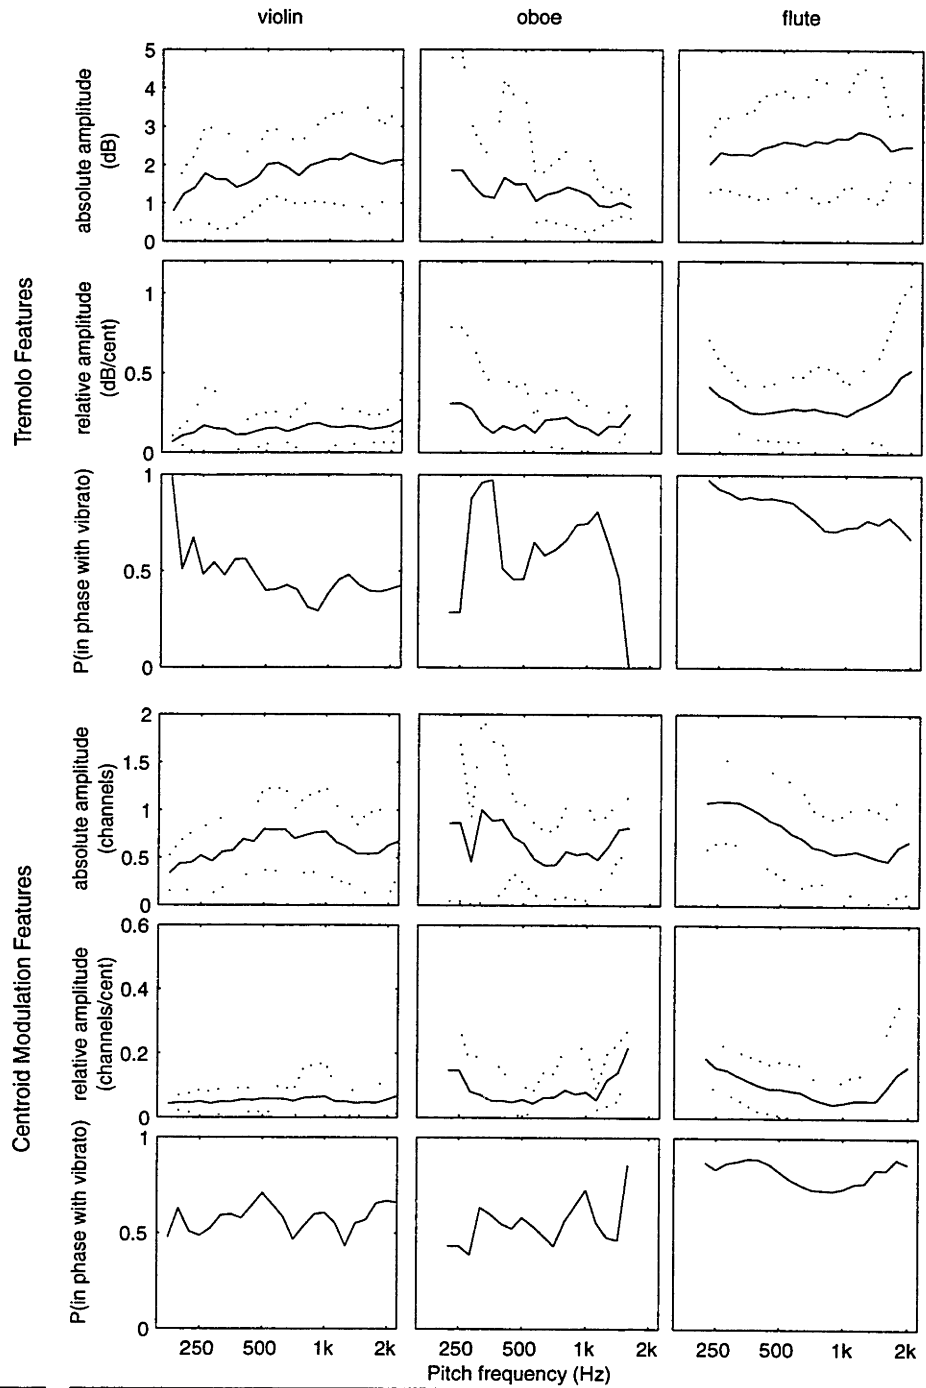 violin oboe flute
Tremolo Features
absolute amplitude
(dB)
5
4
3
2
1
0
relative amplitude
(dB/cent)
1
0.5
0
P(in phase with vibrato)
1
0.5
0
Centroid Modulation Features
absolute amplitude
(channels)
2
1.5
1
0.5
0
relative amplitude
(channels/cent)
0.6
0.4
0.2
0
P(in phase with vibrato)
1
0.5
0
250 500 1k 2k 250 500 1k 2k 250 500 1k 2k
Pitch frequency (Hz)